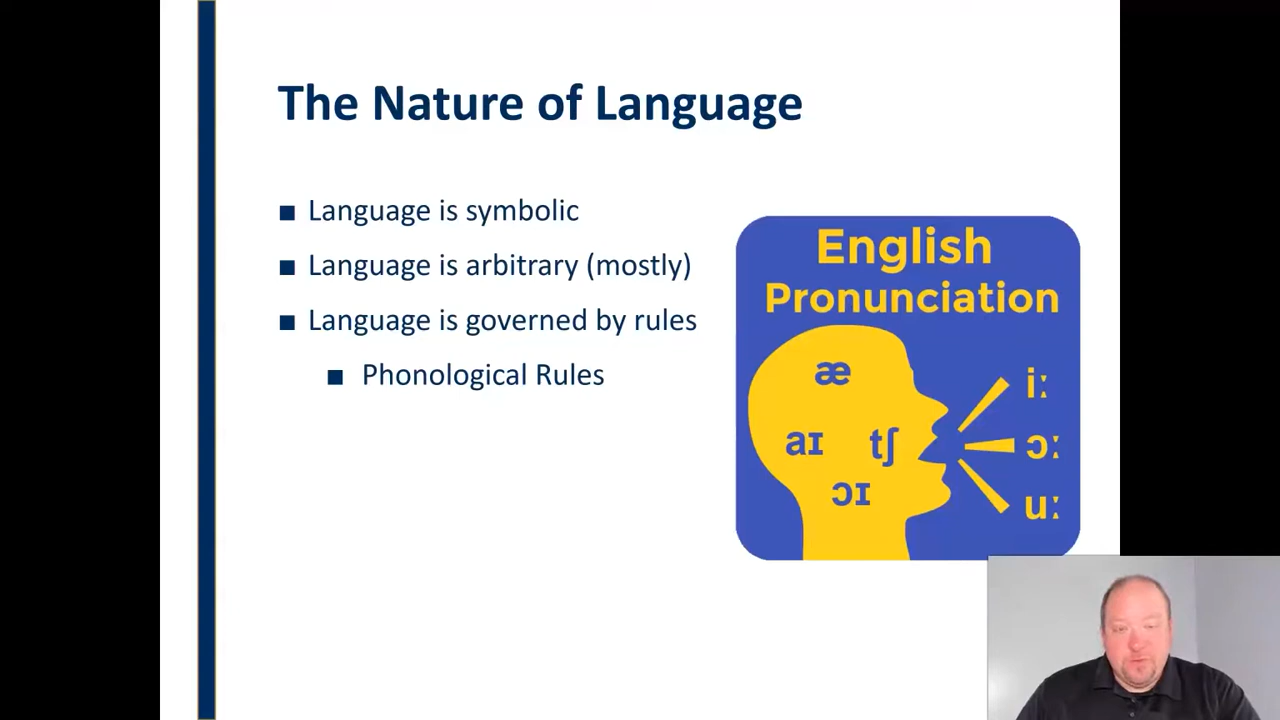 The Nature of Language
■ Language is symbolic
■ Language is arbitrary (mostly)
■ Language is governed by rules
■ Phonological Rules
English
Pronunciation
æ
aɪ tʃ
ɔɪ
iː
ɔː
uː